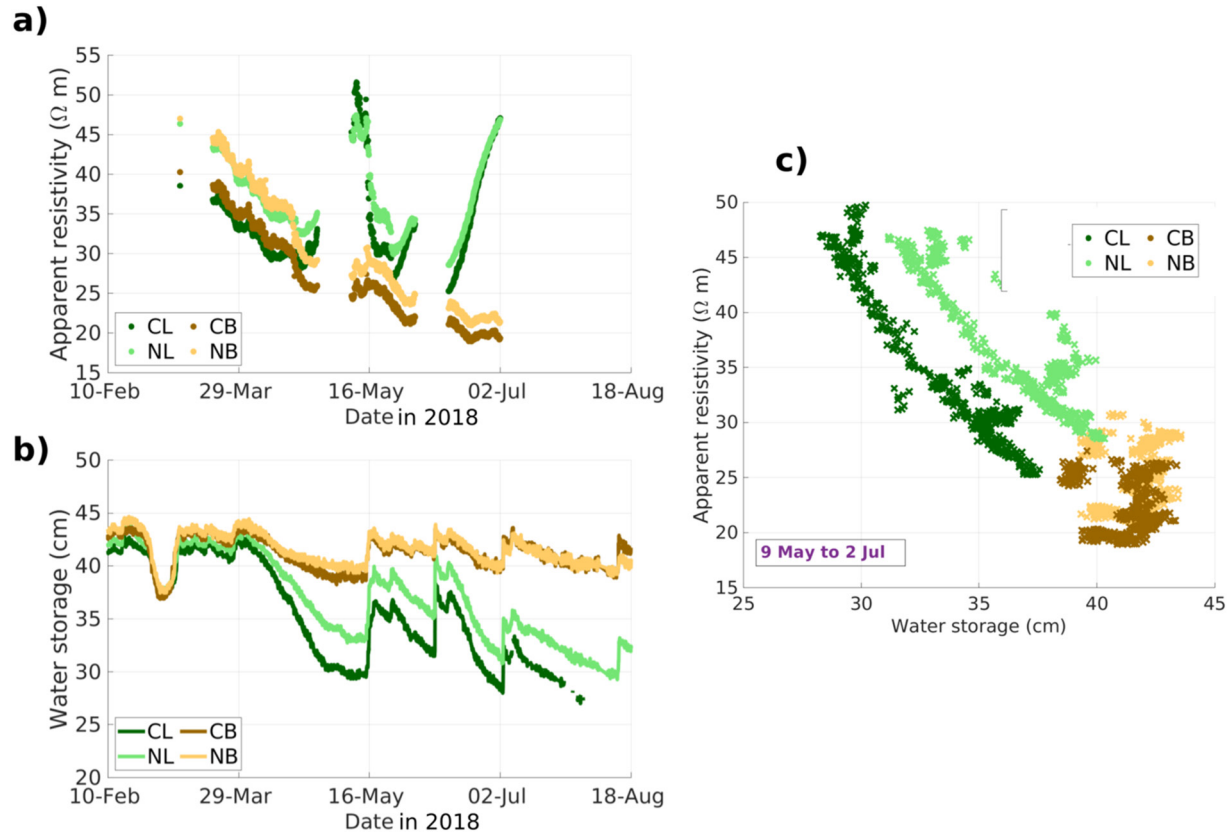 a)
Apparent resistivity (Ω m)
55
50
45
40
35
30
25
20
15
CL CB
NL NB
10-Feb 29-Mar 16-May 02-Jul 18-Aug
Date in 2018
b)
Water storage (cm)
50
45
40
35
30
25
20
CL CB
NL NB
10-Feb 29-Mar 16-May 02-Jul 18-Aug
Date in 2018
c)
Apparent resistivity (Ω m)
50
45
40
35
30
25
20
15
CL CB
NL NB
9 May to 2 Jul
25 30 35 40 45
Water storage (cm)